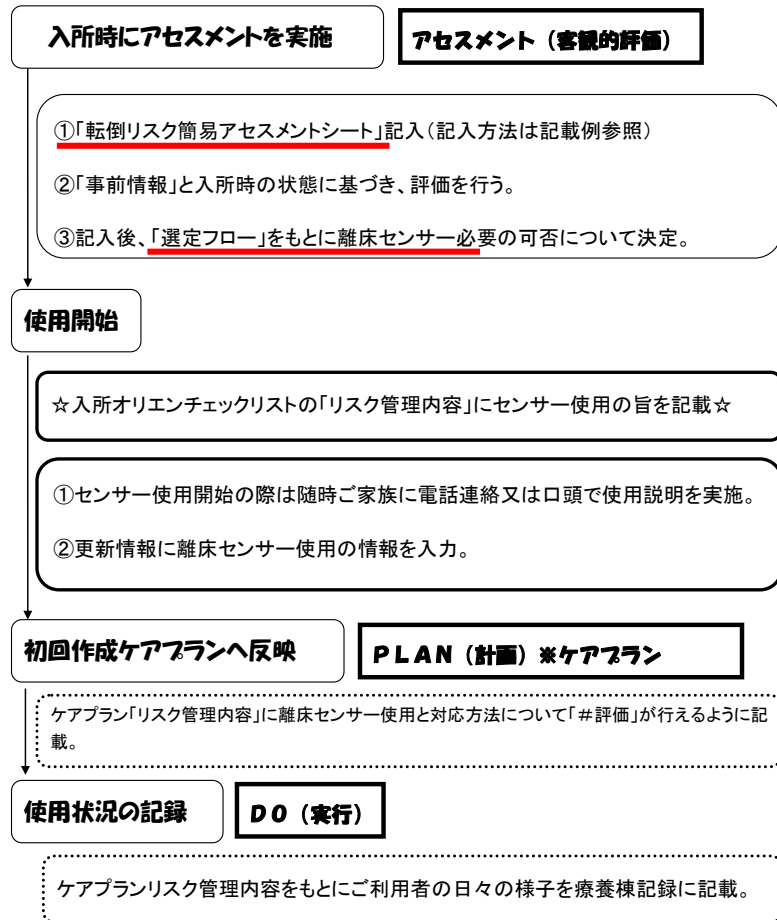 入所時にアセスメントを実施
アセスメント（客観的評価）
①「転倒リスク簡易アセスメントシート」記入（記入方法は記載例参照）
②「事前情報」と入所時の状態に基づき、評価を行う。
③記入後、「選定フロー」をもとに離床センサー必要の可否について決定。
使用開始
☆入所オリエンチェックリストの「リスク管理内容」にセンサー使用の旨を記載☆
①センサー使用開始の際は随時ご家族に電話連絡又は口頭で使用説明を実施。
②更新情報に離床センサー使用の情報を入力。
初回作成ケアプランへ反映
ＰＬＡＮ（計画）※ケアプラン
ケアプラン「リスク管理内容」に離床センサー使用と対応方法について「＃評価」が行えるように記
載。
使用状況の記録
ＤＯ（実行）
ケアプランリスク管理内容をもとにご利用者の日々の様子を療養棟記録に記載。